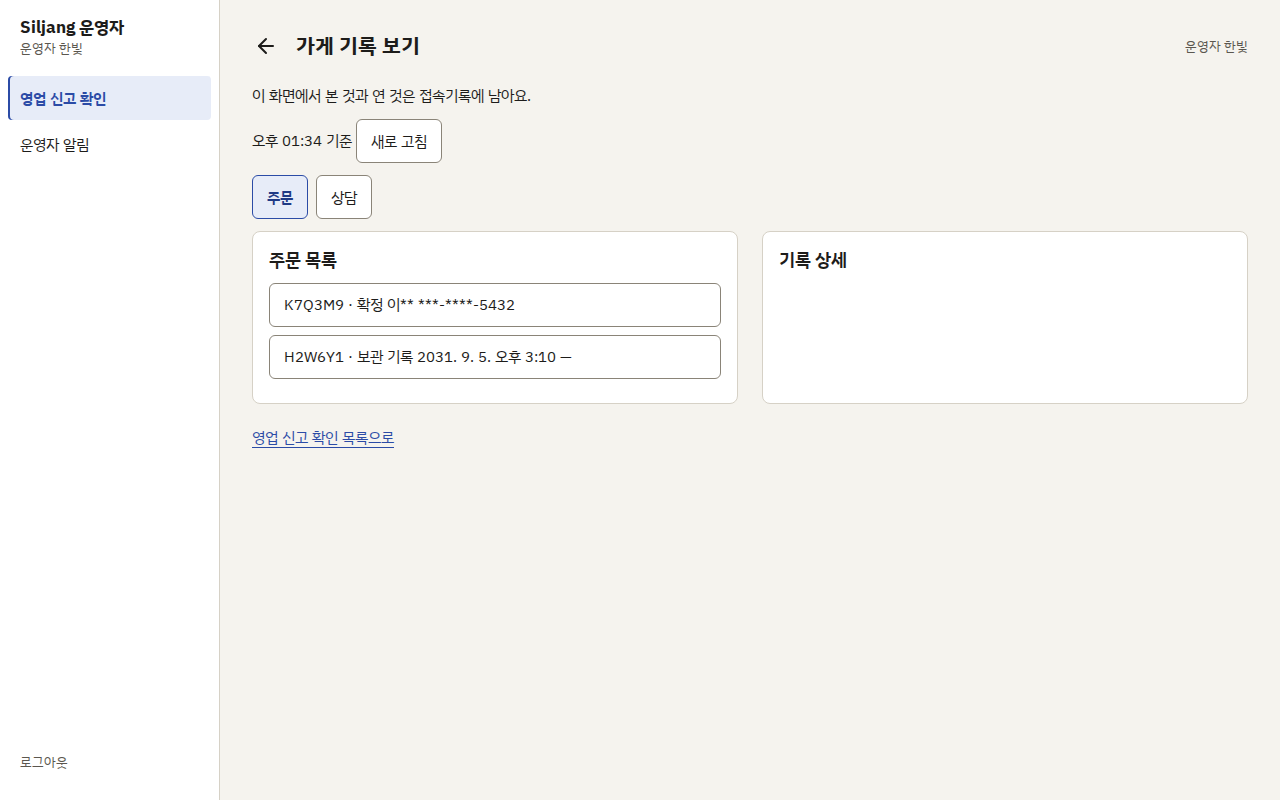 Siljang 운영자
운영자 한빛
영업 신고 확인
운영자 알림
로그아웃
가게 기록 보기
운영자 한빛
이 화면에서 본 것과 연 것은 접속기록에 남아요.
오후 01:34 기준 새로 고침
주문 상담
주문 목록
K7Q3M9 · 확정 이** ***-****-5432
H2W6Y1 · 보관 기록 2031. 9. 5. 오후 3:10 —
기록 상세
영업 신고 확인 목록으로